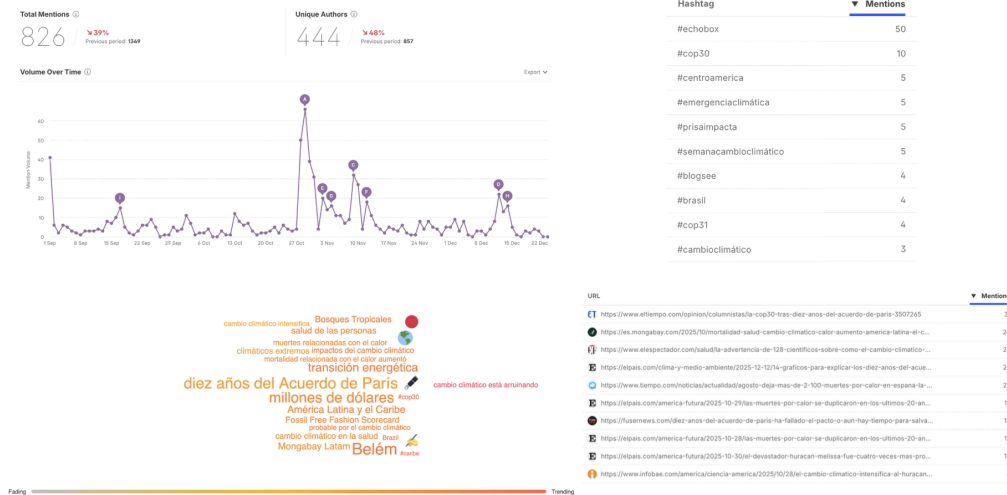 Total Mentions
826
39%
Previous period: 1349
Unique Authors
444
48%
Previous period: 857
Volume Over Time
Export
Mention Volume
60
50
40
30
20
10
0
A
C
E
G
F
D
H
I
1 Sep 8 Sep 15 Sep 22 Sep 29 Sep 6 Oct 13 Oct 20 Oct 27 Oct 3 Nov 10 Nov 17 Nov 24 Nov 1 Dec 8 Dec 15 Dec 22 Dec
Hashtag Mentions
#echobox 50
#cop30 10
#centroamerica 5
#emergenciaclimática 5
#prisaimpacta 5
#semanacambioclimático 5
#blogsee 4
#brasil 4
#cop31 4
#cambioclimático 3
cambio climático intensifica Bosques Tropicales
salud de las personas
muertes relacionadas con el calor
climáticos extremos impactos del cambio climático
mortalidad relacionada con el calor aumentó
transición energética
diez años del Acuerdo de París cambio climático está arruinando
millones de dólares #cop30
América Latina y el Caribe
Fossil Free Fashion Scorecard
probable por el cambio climático
cambio climático en la salud Brazil
Mongabay Latam Belém #caribe
Fading Trending
URL Mention
https://www.eltiempo.com/opinion/columnistas/la-cop30-tras-diez-anos-del-acuerdo-de-paris-3507265
https://es.mongabay.com/2025/10/mortalidad-salud-cambio-climatico-calor-aumento-america-latina-el-c...
https://www.elespectador.com/salud/la-advertencia-de-128-cientificos-sobre-como-el-cambio-climatico-...
https://elpais.com/clima-y-medio-ambiente/2025-12-12/14-graficos-para-explicar-los-diez-anos-del-acue...
https://www.tiempo.com/noticias/actualidad/agosto-deja-mas-de-2-100-muertes-por-calor-en-espana-la-...
https://elpais.com/america-futura/2025-10-29/las-muertes-por-calor-se-duplicaron-en-los-ultimos-20-an...
https://fusernews.com/diez-anos-del-acuerdo-de-paris-ha-fallado-el-pacto-o-aun-hay-tiempo-para-salva...
https://elpais.com/america-futura/2025-10-28/las-muertes-por-calor-se-duplicaron-en-los-ultimos-20-an...
https://elpais.com/america-futura/2025-10-30/el-devastador-huracan-melissa-fue-cuatro-veces-mas-pro...
https://www.infobae.com/america/ciencia-america/2025/10/28/el-cambio-climatico-intensifica-al-huracan...